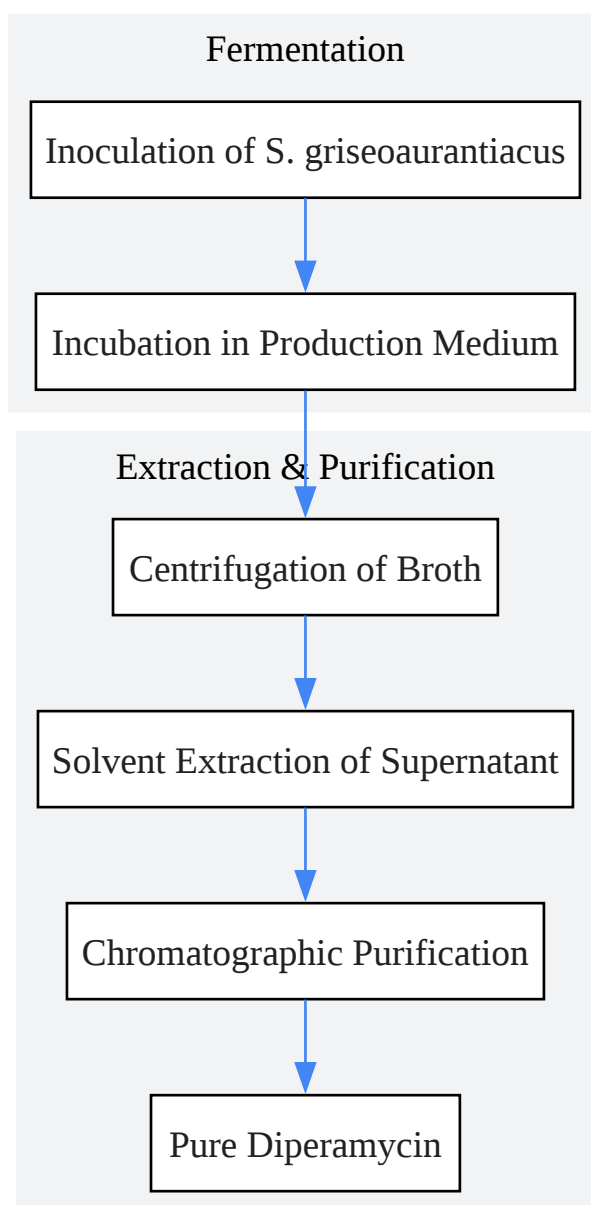 Fermentation
Inoculation of S. griseoaurantiacus
Incubation in Production Medium
Extraction & Purification
Centrifugation of Broth
Solvent Extraction of Supernatant
Chromatographic Purification
Pure Diperamycin